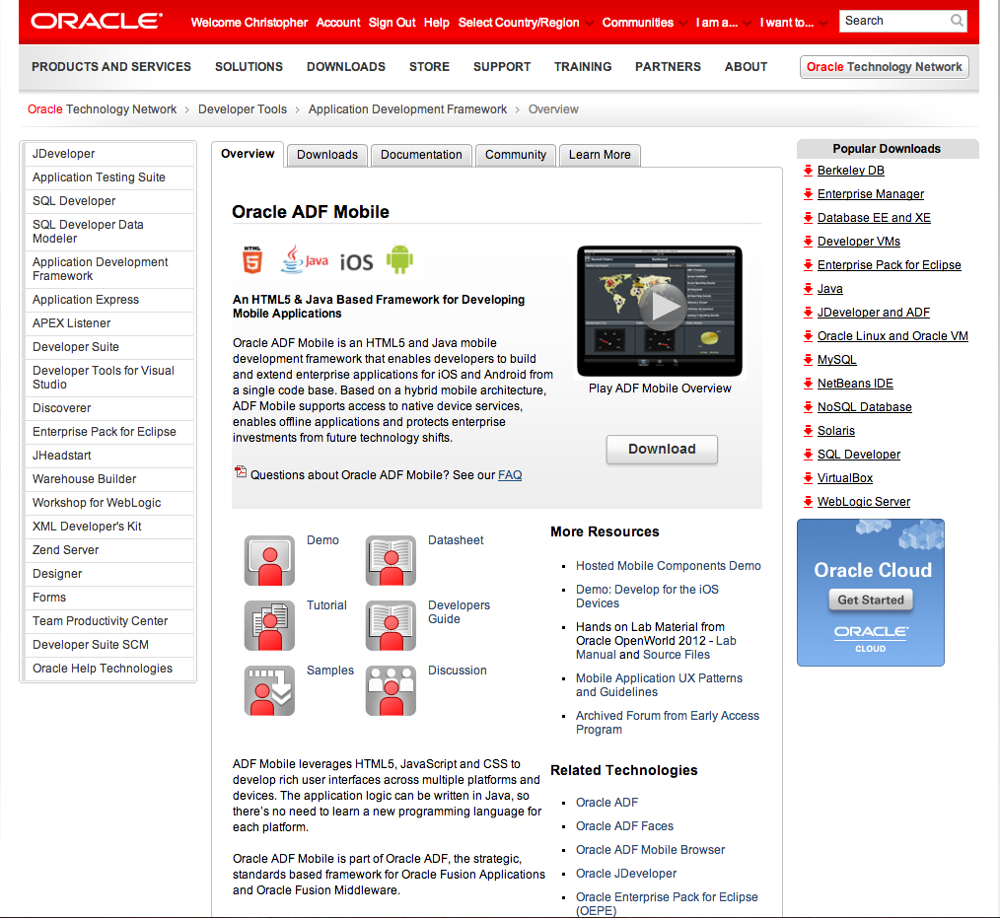 ORACLE
Welcome Christopher Account Sign Out Help Select Country/Region Communities I am a... I want to... Search
PRODUCTS AND SERVICES SOLUTIONS DOWNLOADS STORE SUPPORT TRAINING PARTNERS ABOUT Oracle Technology Network
Oracle Technology Network > Developer Tools > Application Development Framework > Overview
JDeveloper
Application Testing Suite
SQL Developer
SQL Developer Data
Modeler
Application Development
Framework
Application Express
APEX Listener
Developer Suite
Developer Tools for Visual
Studio
Discoverer
Enterprise Pack for Eclipse
JHeadstart
Warehouse Builder
Workshop for WebLogic
XML Developer's Kit
Zend Server
Designer
Forms
Team Productivity Center
Developer Suite SCM
Oracle Help Technologies
Overview Downloads Documentation Community Learn More
Oracle ADF Mobile
HTML
5
Java
iOS
An HTML5 & Java Based Framework for Developing
Mobile Applications
Oracle ADF Mobile is an HTML5 and Java mobile
development framework that enables developers to build
and extend enterprise applications for iOS and Android from
a single code base. Based on a hybrid mobile architecture,
ADF Mobile supports access to native device services,
enables offline applications and protects enterprise
investments from future technology shifts.
Questions about Oracle ADF Mobile? See our FAQ
Play ADF Mobile Overview
Download
Demo
Datasheet
Tutorial
Developers
Guide
Samples
Discussion
ADF Mobile leverages HTML5, JavaScript and CSS to
develop rich user interfaces across multiple platforms and
devices. The application logic can be written in Java, so
there's no need to learn a new programming language for
each platform.
Oracle ADF Mobile is part of Oracle ADF, the strategic,
standards based framework for Oracle Fusion Applications
and Oracle Fusion Middleware.
More Resources
Hosted Mobile Components Demo
Demo: Develop for the iOS
Devices
Hands on Lab Material from
Oracle OpenWorld 2012 - Lab
Manual and Source Files
Mobile Application UX Patterns
and Guidelines
Archived Forum from Early Access
Program
Related Technologies
Oracle ADF
Oracle ADF Faces
Oracle ADF Mobile Browser
Oracle JDeveloper
Oracle Enterprise Pack for Eclipse
(OEPE)
Popular Downloads
Berkeley DB
Enterprise Manager
Database EE and XE
Developer VMs
Enterprise Pack for Eclipse
Java
JDeveloper and ADF
Oracle Linux and Oracle VM
MySQL
NetBeans IDE
NoSQL Database
Solaris
SQL Developer
VirtualBox
WebLogic Server
Oracle Cloud
Get Started
ORACLE
CLOUD